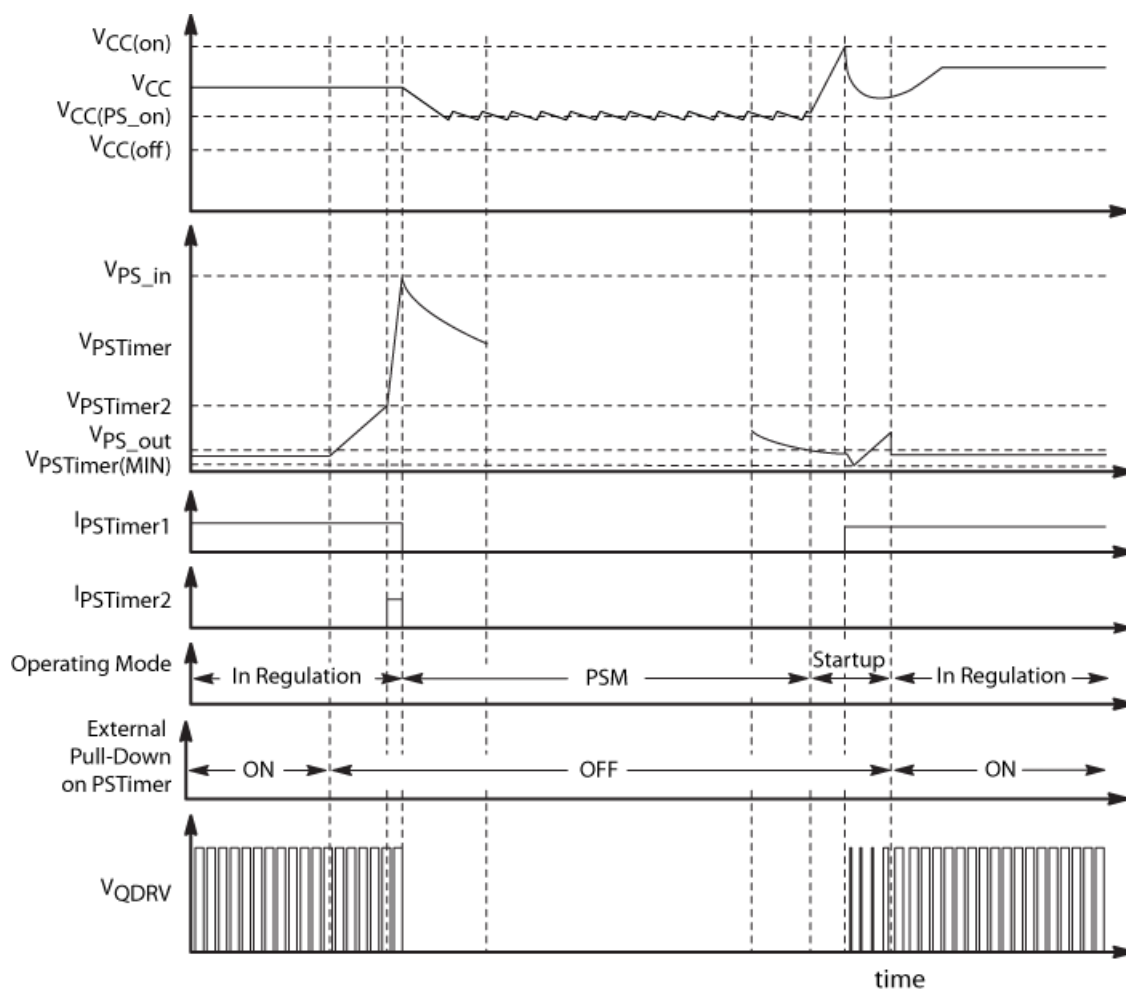 VCC(on)
VCC
VCC(PS_on)
VCC(off)
VPS_in
VPSTimer
VPSTimer2
VPS_out
VPSTimer(MIN)
IPSTimer1
IPSTimer2
Operating Mode
In Regulation
PSM
Startup
In Regulation
External
Pull-Down
on PSTimer
ON
OFF
ON
VQDRV
time